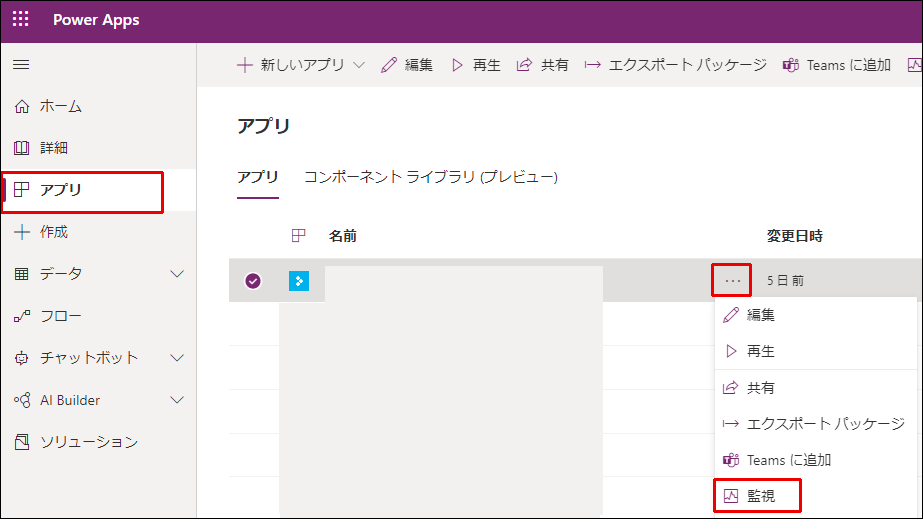 Power Apps
新しいアプリ 編集 再生 共有 エクスポート パッケージ Teams に追加
ホーム
詳細
アプリ
作成
データ
フロー
チャットボット
AI Builder
ソリューション
アプリ
アプリ コンポーネント ライブラリ (プレビュー)
名前 変更日時
… 5 日 前
編集
再生
共有
エクスポート パッケージ
Teams に追加
監視